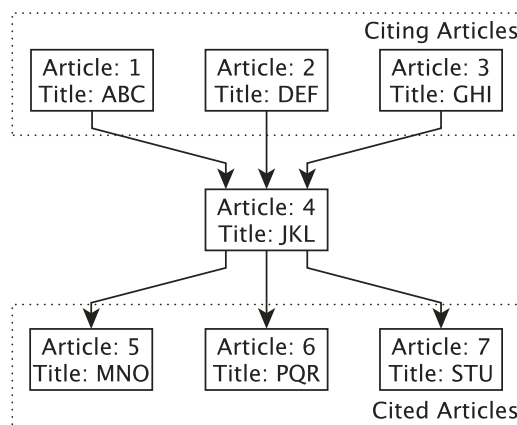 Citing Articles
Article: 1
Title: ABC
Article: 2
Title: DEF
Article: 3
Title: GHI
Article: 4
Title: JKL
Article: 5
Title: MNO
Article: 6
Title: PQR
Article: 7
Title: STU
Cited Articles